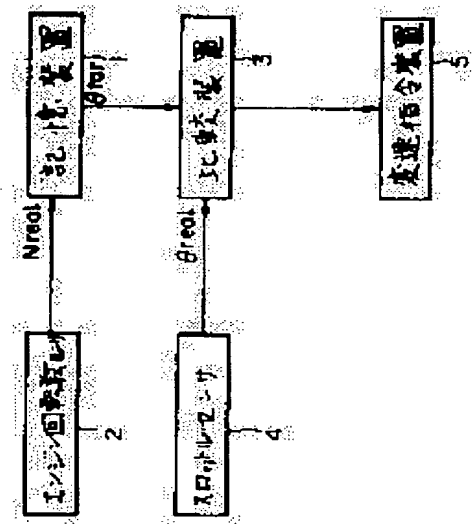 エンジン回転センサ
2
Nreal
記憶装置
1
θtar
スロットルセンサ
4
θreal
比較装置
3
変速指令装置
5